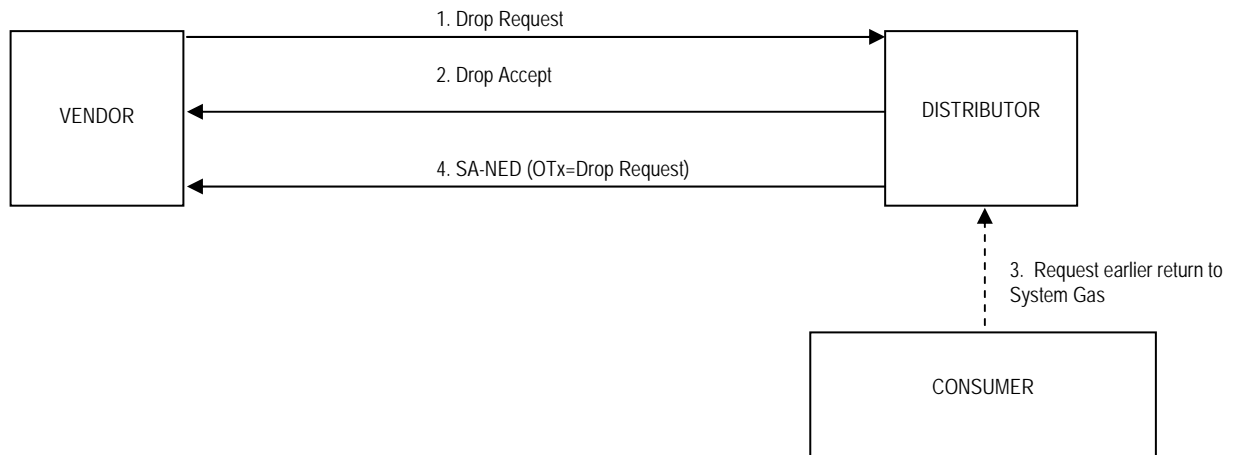 1. Drop Request
2. Drop Accept
VENDOR
DISTRIBUTOR
4. SA-NED (OTx=Drop Request)
3. Request earlier return to
System Gas
CONSUMER